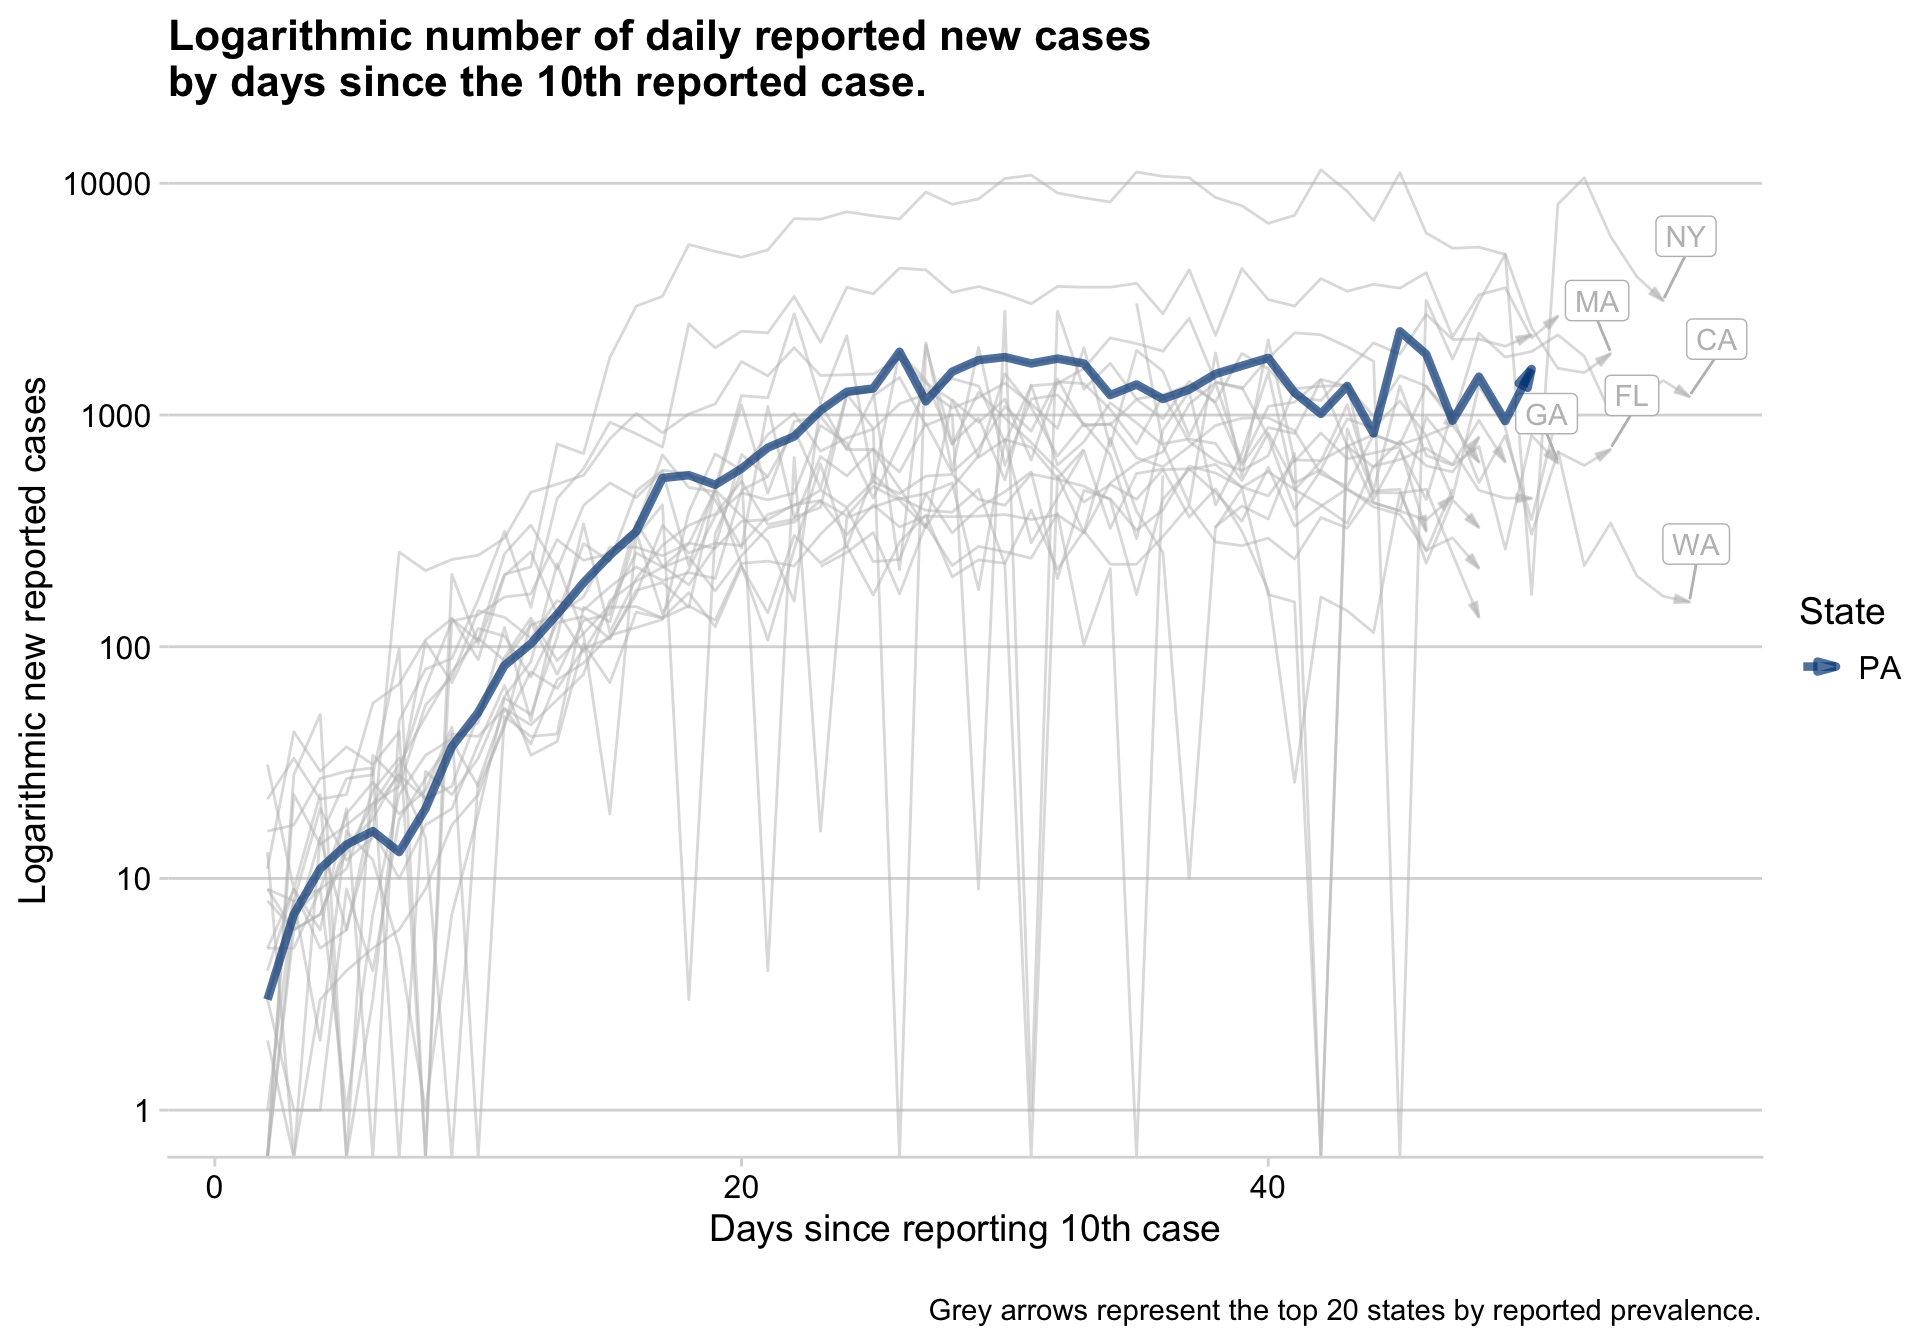 Logarithmic number of daily reported new cases
by days since the 10th reported case.
Logarithmic new reported cases
10000
1000
100
10
1
NY
MA
CA
FL
GA
WA
State
PA
0
20
40
Days since reporting 10th case
Grey arrows represent the top 20 states by reported prevalence.